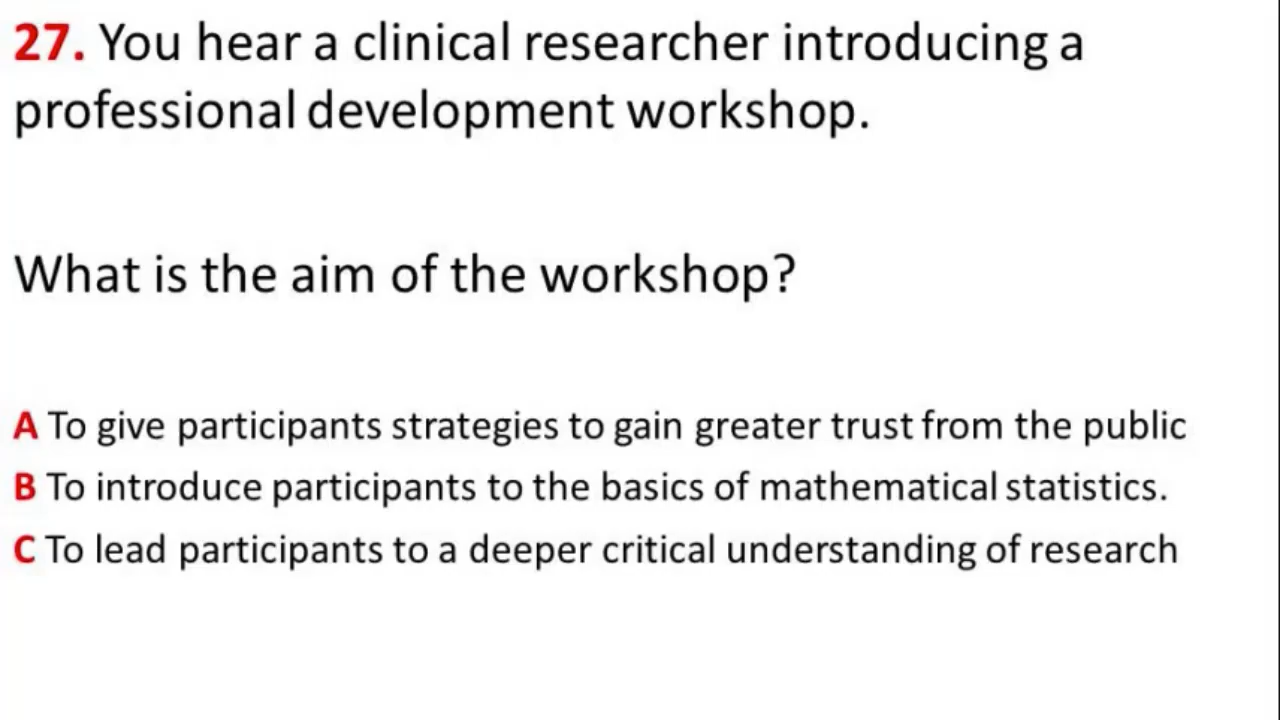 27. You hear a clinical researcher introducing a
professional development workshop.
What is the aim of the workshop?
A To give participants strategies to gain greater trust from the public
B To introduce participants to the basics of mathematical statistics.
C To lead participants to a deeper critical understanding of research